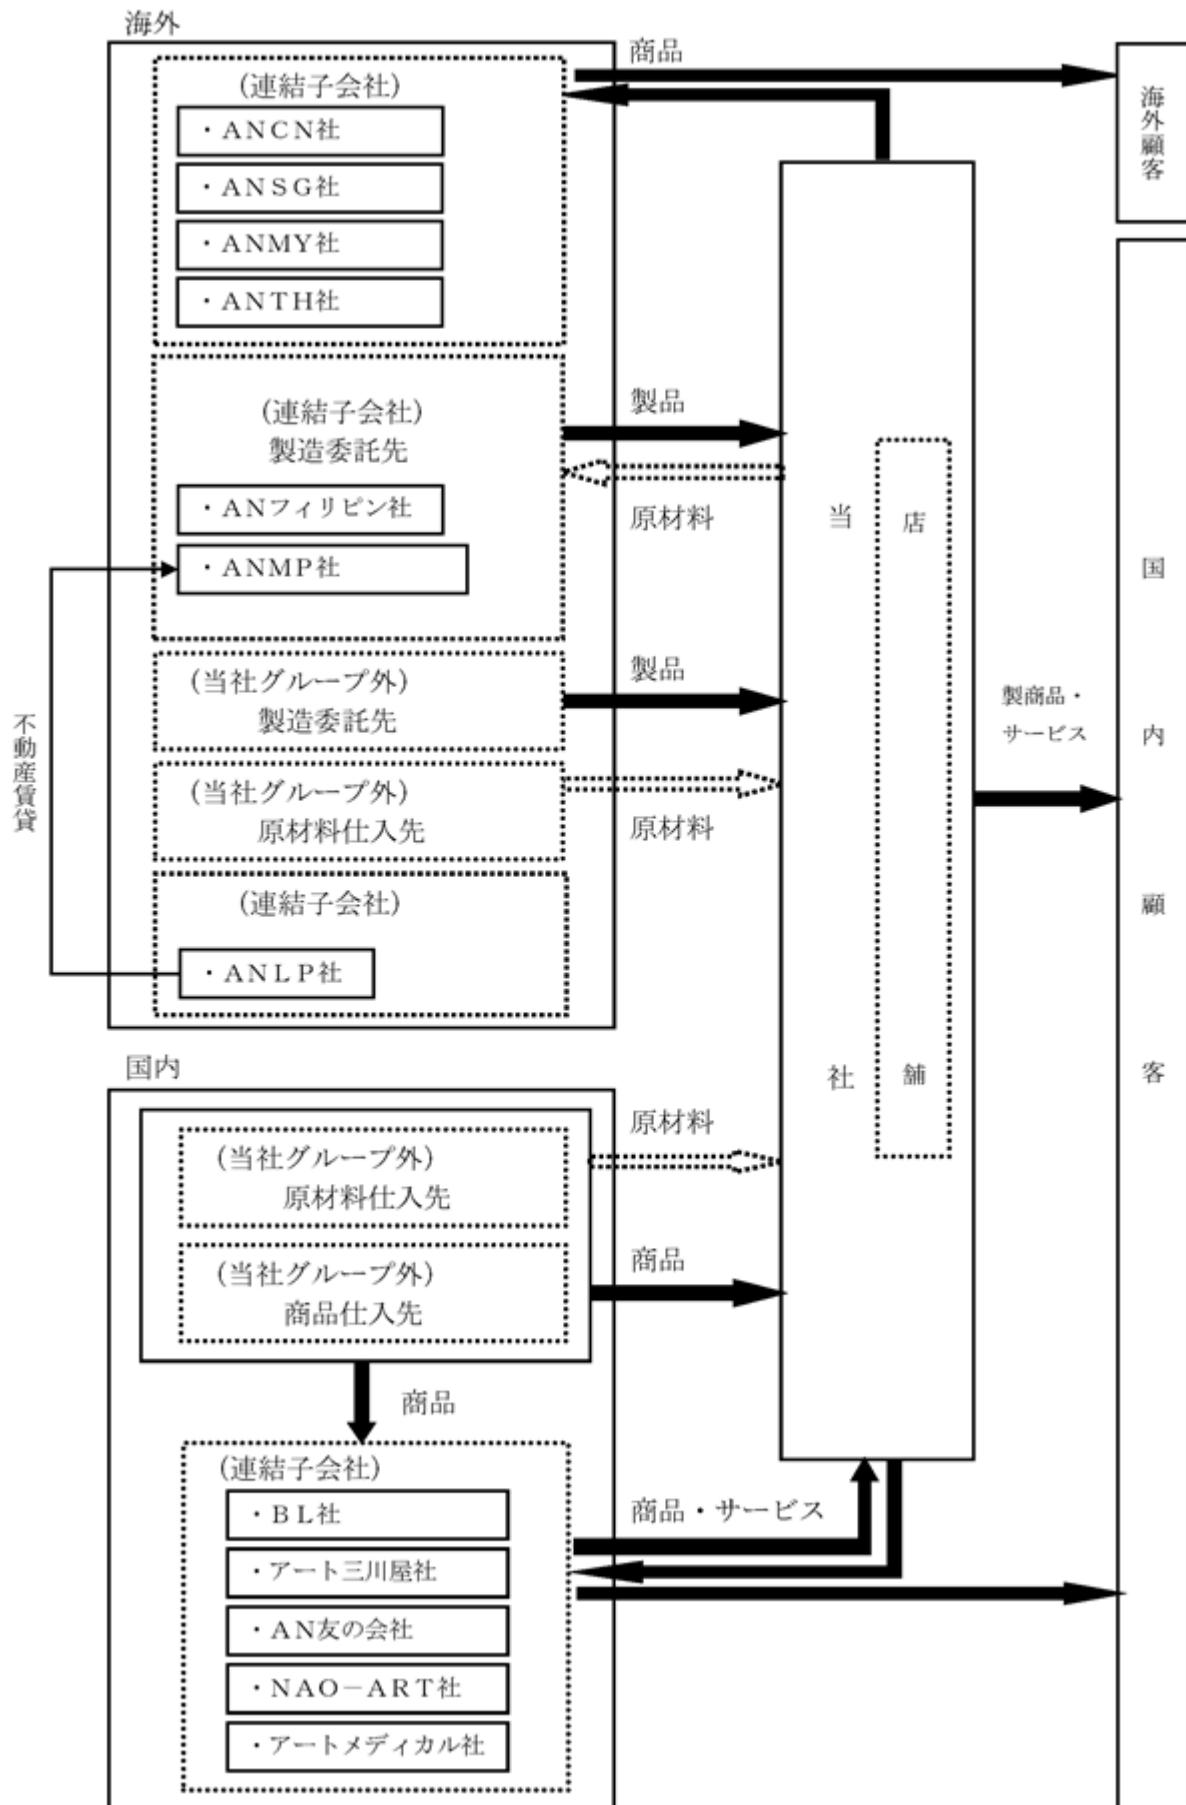 海外
(連結子会社)
・ANCN社
・ANSG社
・ANMY社
・ANTH社
商品
海外顧客
(連結子会社)
製造委託先
・ANフィリピン社
・ANMP社
製品
原材料
(当社グループ外)
製造委託先
製品
(当社グループ外)
原材料仕入先
原材料
(連結子会社)
・ANLP社
不動産賃貸
当社
店舗
製商品・
サービス
国内顧客
国内
(当社グループ外)
原材料仕入先
原材料
(当社グループ外)
商品仕入先
商品
商品
(連結子会社)
・BL社
・アート三川屋社
・AN友の会社
・NAO－ART社
・アートメディカル社
商品・サービス